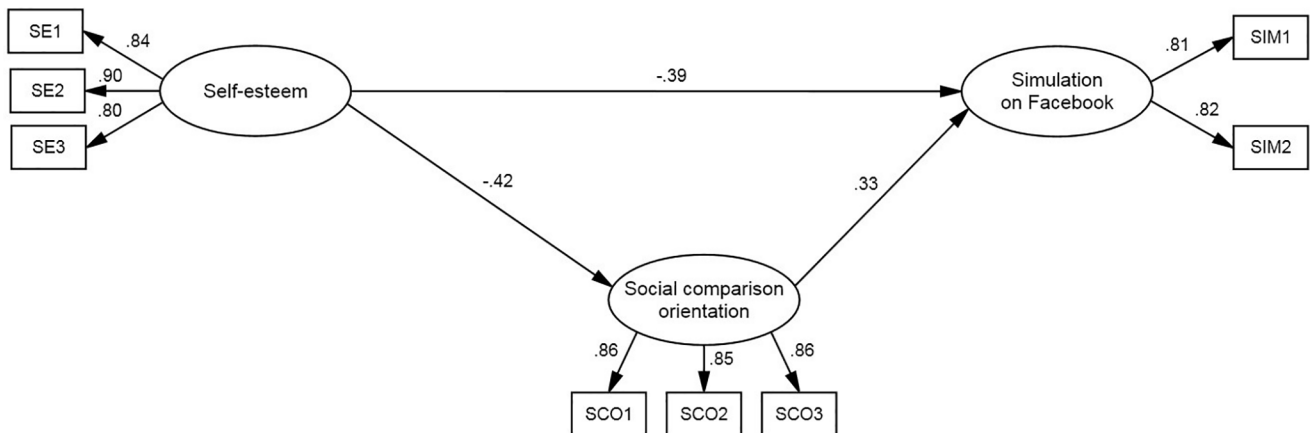 SE1
.84
SE2
.90
SE3
.80
Self-esteem
-.39
-.42
Simulation
on Facebook
.81
SIM1
.82
SIM2
.33
Social comparison
orientation
.86
.85
.86
SCO1
SCO2
SCO3